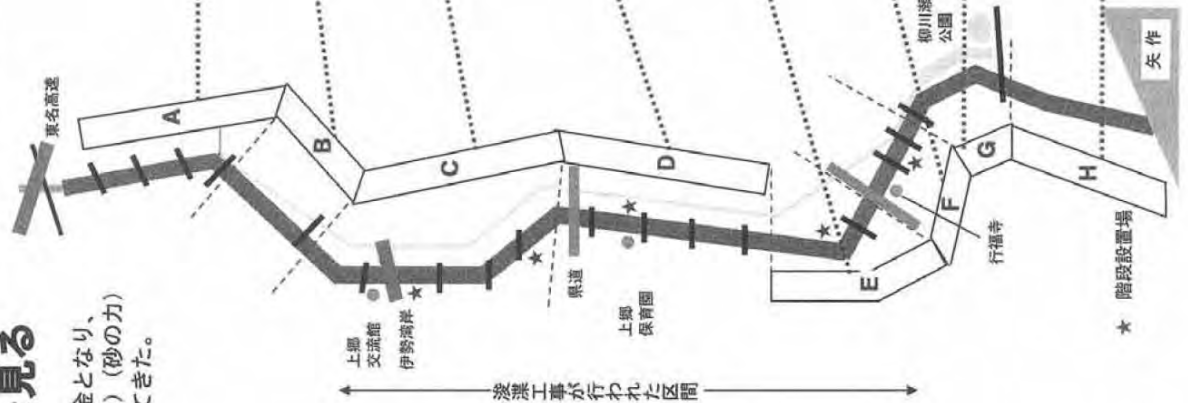 見る
金となり、
）（砂の力）
てきた。
東名高速
A
B
C
D
上郷
交流館
伊勢湾岸
県道
上郷
保育園
浚渫工事が行われた区間
E
F
G
H
行福寺
柳川瀬
公園
矢作
★ 階段設置場